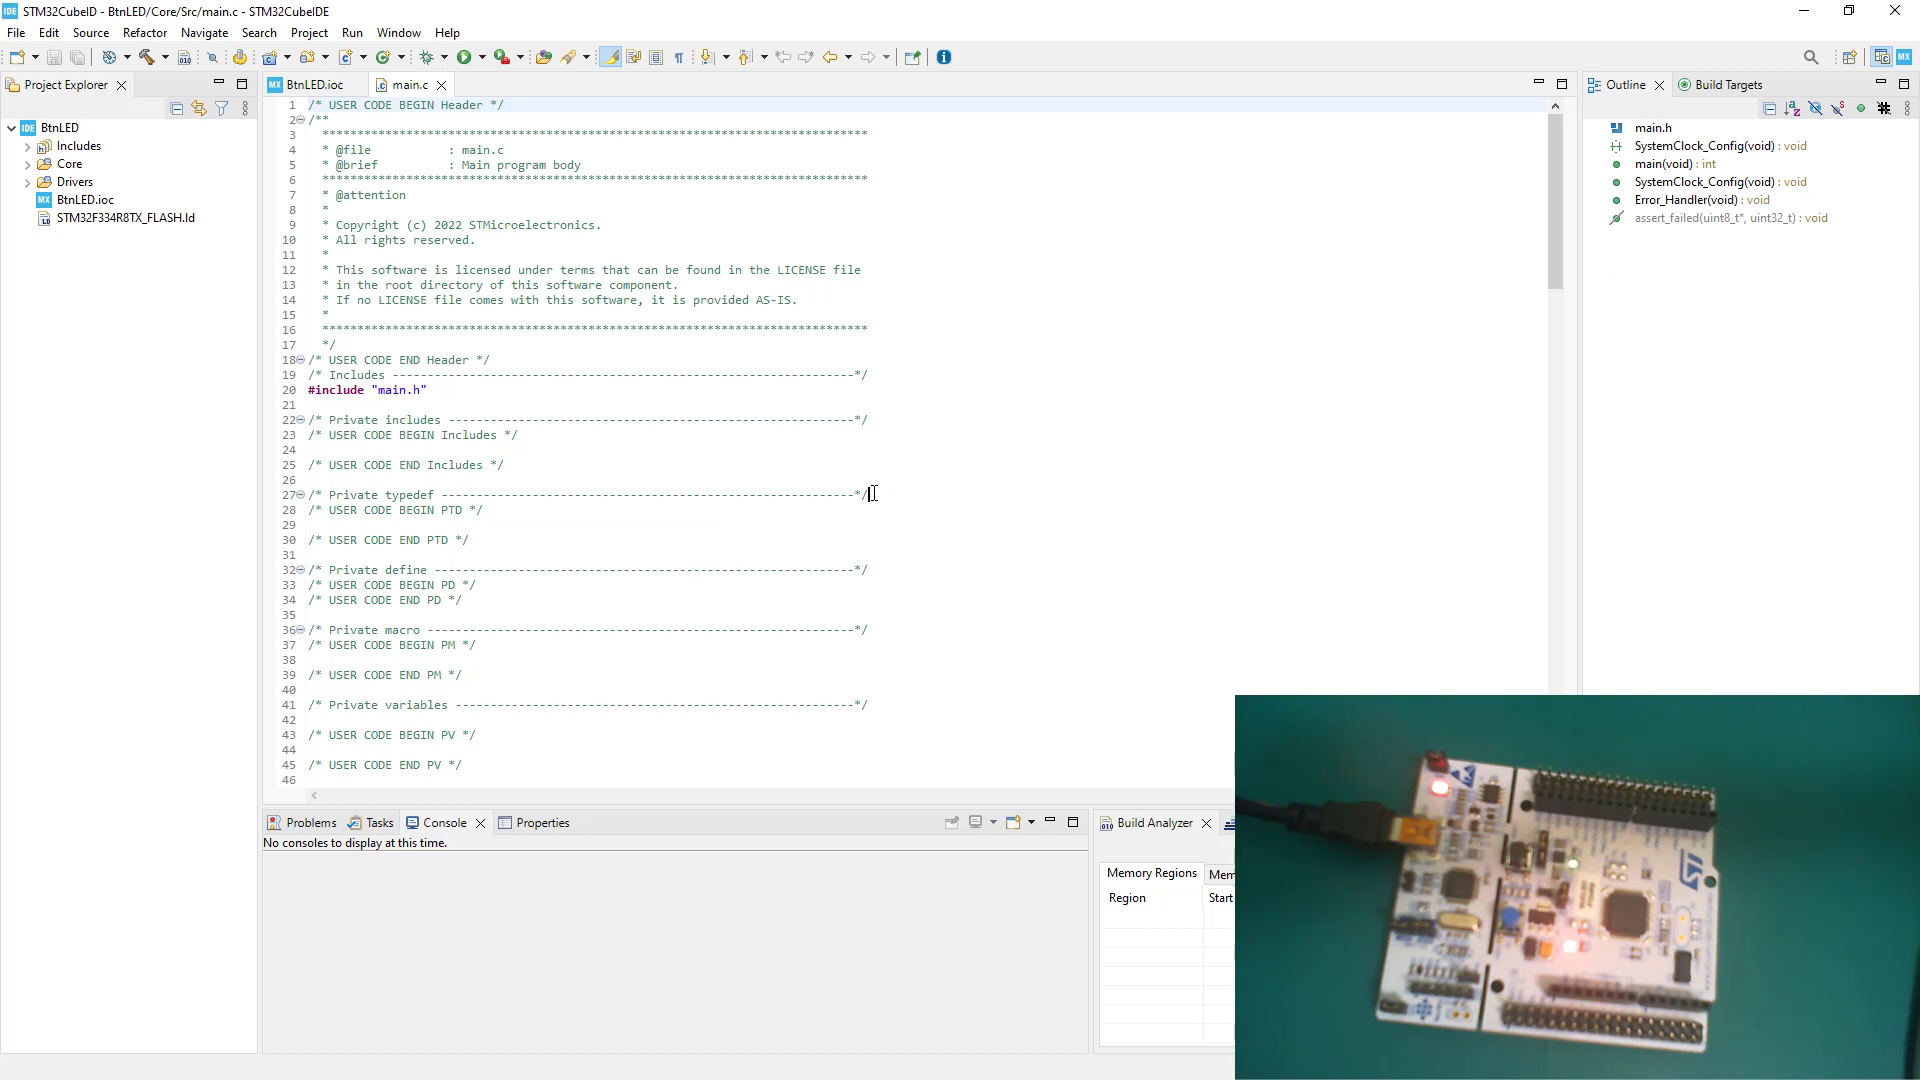 STM32CubeID - BtnLED/Core/Src/main.c - STM32CubeIDE
File Edit Source Refactor Navigate Search Project Run Window Help
Project Explorer
BtnLED
Includes
Core
Drivers
BtnLED.ioc
STM32F334R8TX_FLASH.ld
BtnLED.ioc
main.c
1 /* USER CODE BEGIN Header */
2 /**
3 ******************************************************************************
4 * @file : main.c
5 * @brief : Main program body
6 ******************************************************************************
7 * @attention
8 *
9 * Copyright (c) 2022 STMicroelectronics.
10 * All rights reserved.
11 *
12 * This software is licensed under terms that can be found in the LICENSE file
13 * in the root directory of this software component.
14 * If no LICENSE file comes with this software, it is provided AS-IS.
15 *
16 ******************************************************************************
17 */
18 /* USER CODE END Header */
19 /* Includes ------------------------------------------------------------------*/
20 #include "main.h"
21
22 /* Private includes ----------------------------------------------------------*/
23 /* USER CODE BEGIN Includes */
24
25 /* USER CODE END Includes */
26
27 /* Private typedef -----------------------------------------------------------*/
28 /* USER CODE BEGIN PTD */
29
30 /* USER CODE END PTD */
31
32 /* Private define ------------------------------------------------------------*/
33 /* USER CODE BEGIN PD */
34 /* USER CODE END PD */
35
36 /* Private macro -------------------------------------------------------------*/
37 /* USER CODE BEGIN PM */
38
39 /* USER CODE END PM */
40
41 /* Private variables ---------------------------------------------------------*/
42
43 /* USER CODE BEGIN PV */
44
45 /* USER CODE END PV */
46
Problems Tasks Console Properties
No consoles to display at this time.
Build Analyzer
Memory Regions Mem
Region Start
Outline Build Targets
main.h
SystemClock_Config(void) : void
main(void) : int
SystemClock_Config(void) : void
Error_Handler(void) : void
assert_failed(uint8_t*, uint32_t) : void